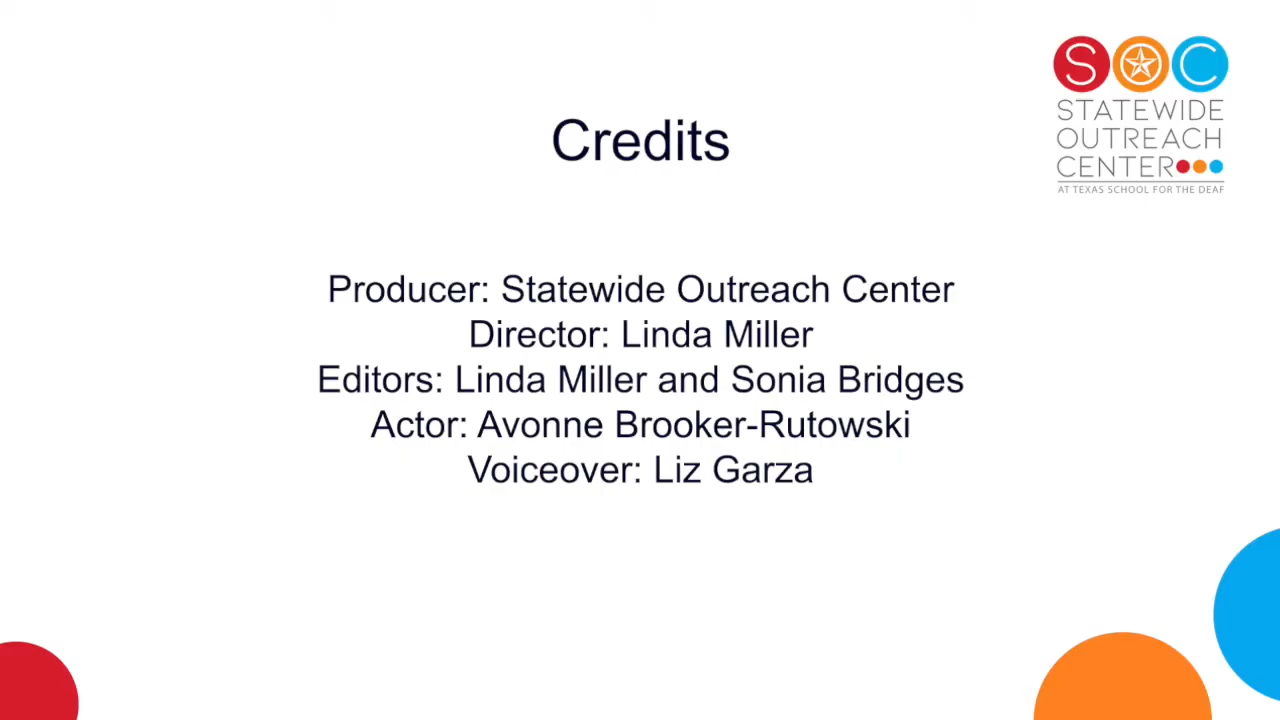 SOC
STATEWIDE
OUTREACH
CENTER
AT TEXAS SCHOOL FOR THE DEAF
Credits
Producer: Statewide Outreach Center
Director: Linda Miller
Editors: Linda Miller and Sonia Bridges
Actor: Avonne Brooker-Rutowski
Voiceover: Liz Garza